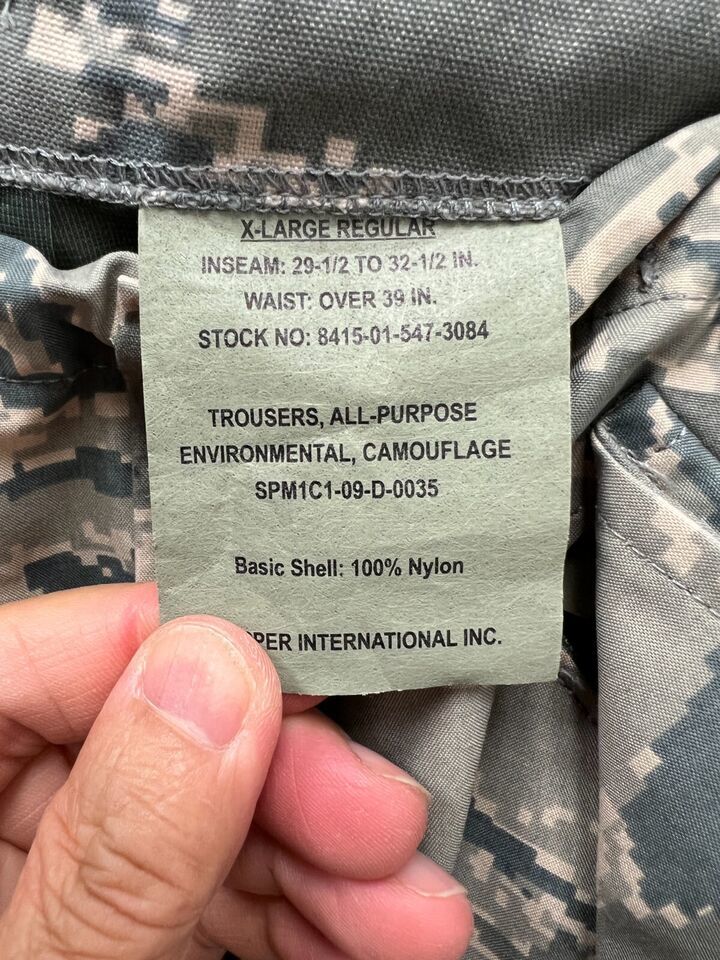 X-LARGE REGULAR
INSEAM: 29-1/2 TO 32-1/2 IN.
WAIST: OVER 39 IN.
STOCK NO: 8415-01-547-3084
TROUSERS, ALL-PURPOSE
ENVIRONMENTAL, CAMOUFLAGE
SPM1C1-09-D-0035
Basic Shell: 100% Nylon
INTERNATIONAL INC.